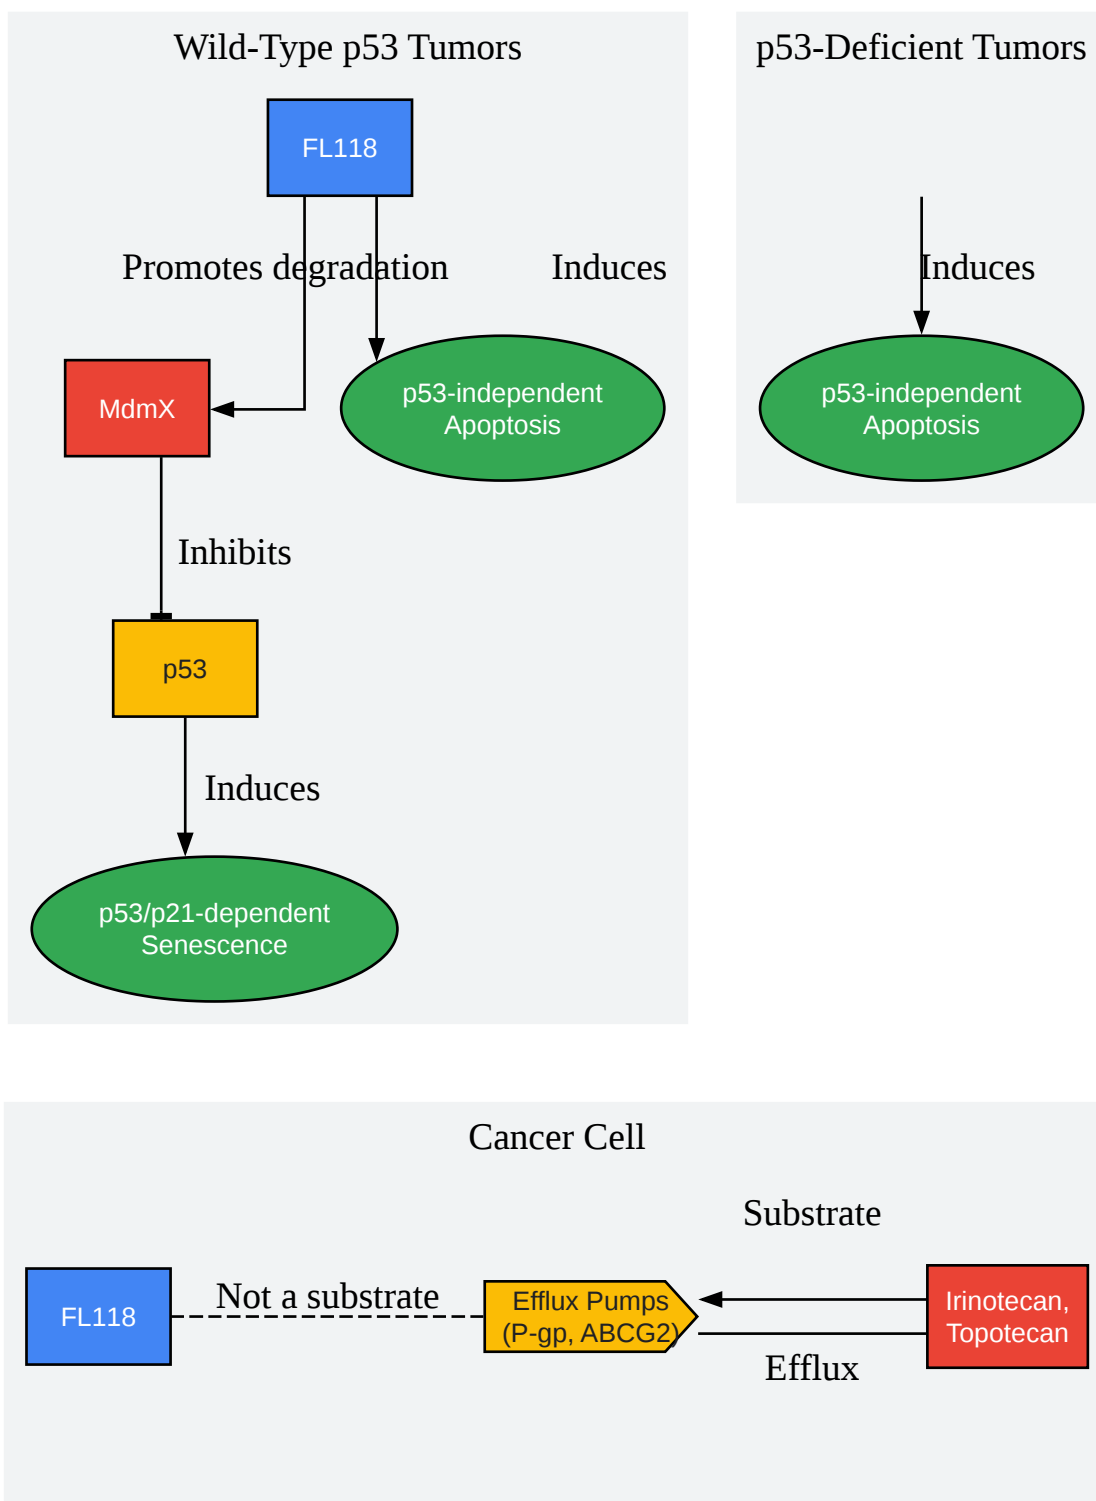 Wild-Type p53 Tumors
FL118
Promotes degradation
Induces
MdmX
p53-independent
Apoptosis
Inhibits
p53
Induces
p53/p21-dependent
Senescence
p53-Deficient Tumors
Induces
p53-independent
Apoptosis
Cancer Cell
Substrate
FL118
Not a substrate
Efflux Pumps
(P-gp, ABCG2)
Irinotecan,
Topotecan
Efflux